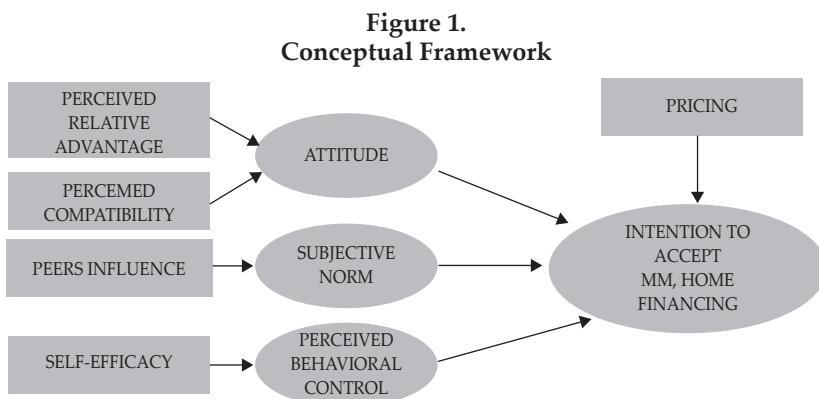 Figure 1.
Conceptual Framework
PERCEIVED
RELATIVE
ADVANTAGE
PERCEMED
COMPATIBILITY
PEERS INFLUENCE
SELF-EFFICACY
ATTITUDE
SUBJECTIVE
NORM
PERCEIVED
BEHAVIORAL
CONTROL
PRICING
INTENTION TO
ACCEPT
MM, HOME
FINANCING